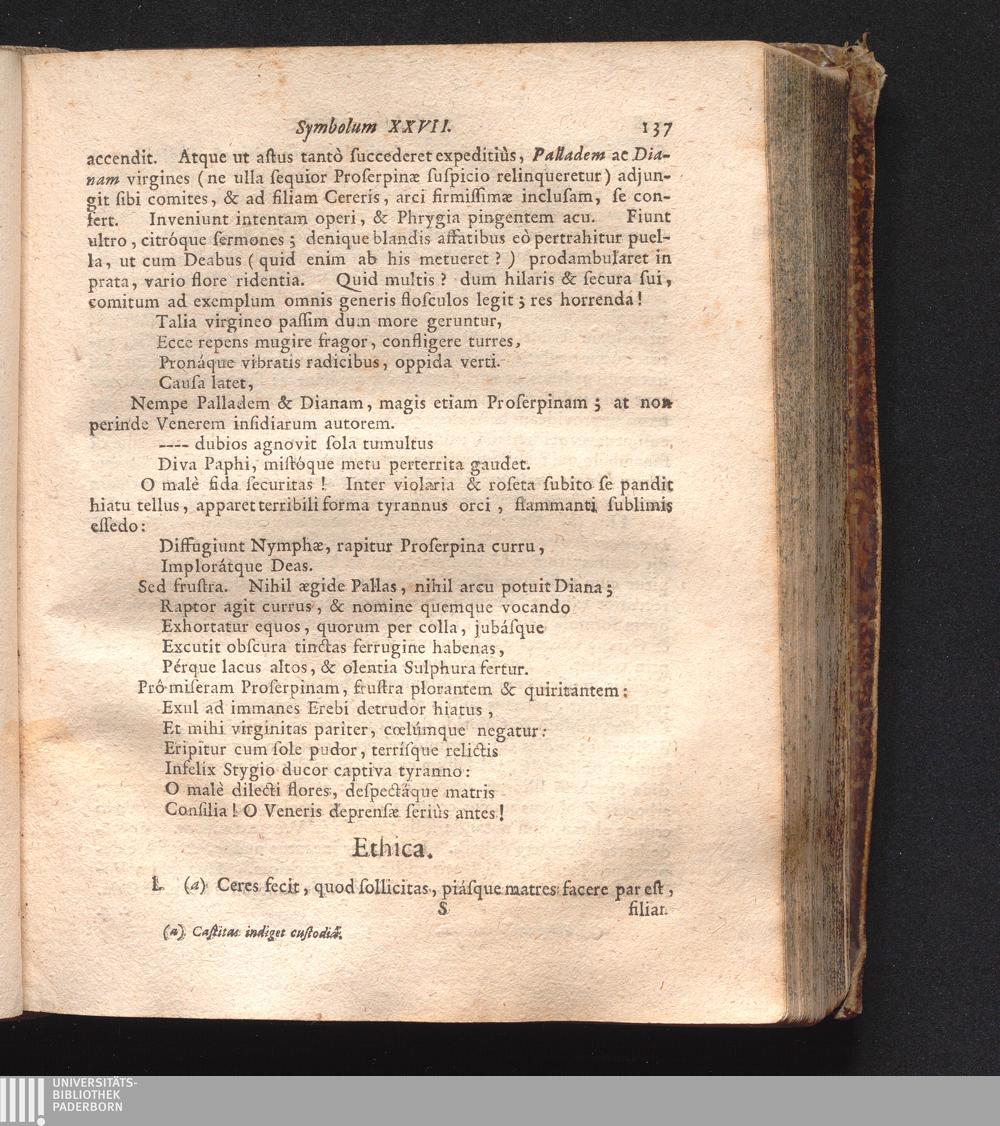 Symbolum XXVII. 137
accendit. Atque ut astus tantò succederet expeditiùs, Palladem ac Dia-
nam virgines (ne ulla sequior Proserpinæ suspicio relinqueretur) adjun-
git sibi comites, & ad filiam Cereris, arci firmissimæ inclusam, se con-
fert. Inveniunt intentam operi, & Phrygia pingentem acu. Fiunt
ultro, citróque sermones; denique blandis affatibus eò pertrahitur puel-
la, ut cum Deabus (quid enim ab his metueret?) prodambularet in
prata, vario flore ridentia. Quid multis? dum hilaris & secura sui,
comitum ad exemplum omnis generis flosculos legit; res horrenda!
Talia virgineo passim dum more geruntur,
Ecce repens mugire fragor, confligere turres,
Pronáque vibratis radicibus, oppida verti.
Causa latet,
Nempe Palladem & Dianam, magis etiam Proserpinam; at non
perinde Venerem insidiarum autorem.
---- dubios agnovit sola tumultus
Diva Paphi, mistóque metu perterrita gaudet.
O malè fida securitas! Inter violaria & roseta subito se pandit
hiatu tellus, apparet terribili forma tyrannus orci, flammanti sublimis
essedo:
Diffugiunt Nymphæ, rapitur Proserpina curru,
Implorátque Deas.
Sed frustra. Nihil ægide Pallas, nihil arcu potuit Diana;
Raptor agit currus, & nomine quemque vocando
Exhortatur equos, quorum per colla, jubásque
Excutit obscura tinctas ferrugine habenas,
Pérque lacus altos, & olentia Sulphura fertur.
Prô miseram Proserpinam, frustra plorantem & quiritantem:
Exul ad immanes Erebi detrudor hiatus,
Et mihi virginitas pariter, cœlúmque negatur:
Eripitur cum sole pudor, terrísque relictis
Infelix Stygio ducor captiva tyranno:
O malè dilecti flores, despectáque matris
Consilia! O Veneris deprensæ seriùs antes!
Ethica.
I. (a) Ceres fecit, quod sollicitas, piásque matres facere par est,
S filiar.
(a) Castitas indiget custodiâ.
UNIVERSITÄTS-
BIBLIOTHEK
PADERBORN